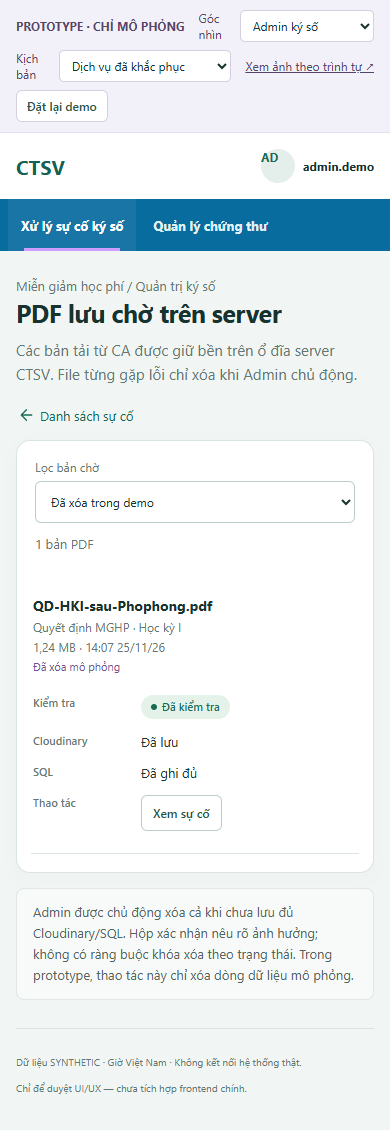 PROTOTYPE · CHỈ MÔ PHỎNG
Góc nhìn
Admin ký số
Kịch bản
Dịch vụ đã khắc phục
Xem ảnh theo trình tự ↗
Đặt lại demo
CTSV
AD
admin.demo
Xử lý sự cố ký số
Quản lý chứng thư
Miễn giảm học phí / Quản trị ký số
PDF lưu chờ trên server
Các bản tải từ CA được giữ bền trên ổ đĩa server
CTSV. File từng gặp lỗi chỉ xóa khi Admin chủ động.
← Danh sách sự cố
Lọc bản chờ
Đã xóa trong demo
1 bản PDF
QD-HKI-sau-Phophong.pdf
Quyết định MGHP · Học kỳ I
1,24 MB · 14:07 25/11/26
Đã xóa mô phỏng
Kiểm tra
Đã kiểm tra
Cloudinary
Đã lưu
SQL
Đã ghi đủ
Thao tác
Xem sự cố
Admin được chủ động xóa cả khi chưa lưu đủ
Cloudinary/SQL. Hộp xác nhận nêu rõ ảnh hưởng;
không có ràng buộc khóa xóa theo trạng thái. Trong
prototype, thao tác này chỉ xóa dòng dữ liệu mô phỏng.
Dữ liệu SYNTHETIC · Giờ Việt Nam · Không kết nối hệ thống thật.
Chỉ để duyệt UI/UX — chưa tích hợp frontend chính.